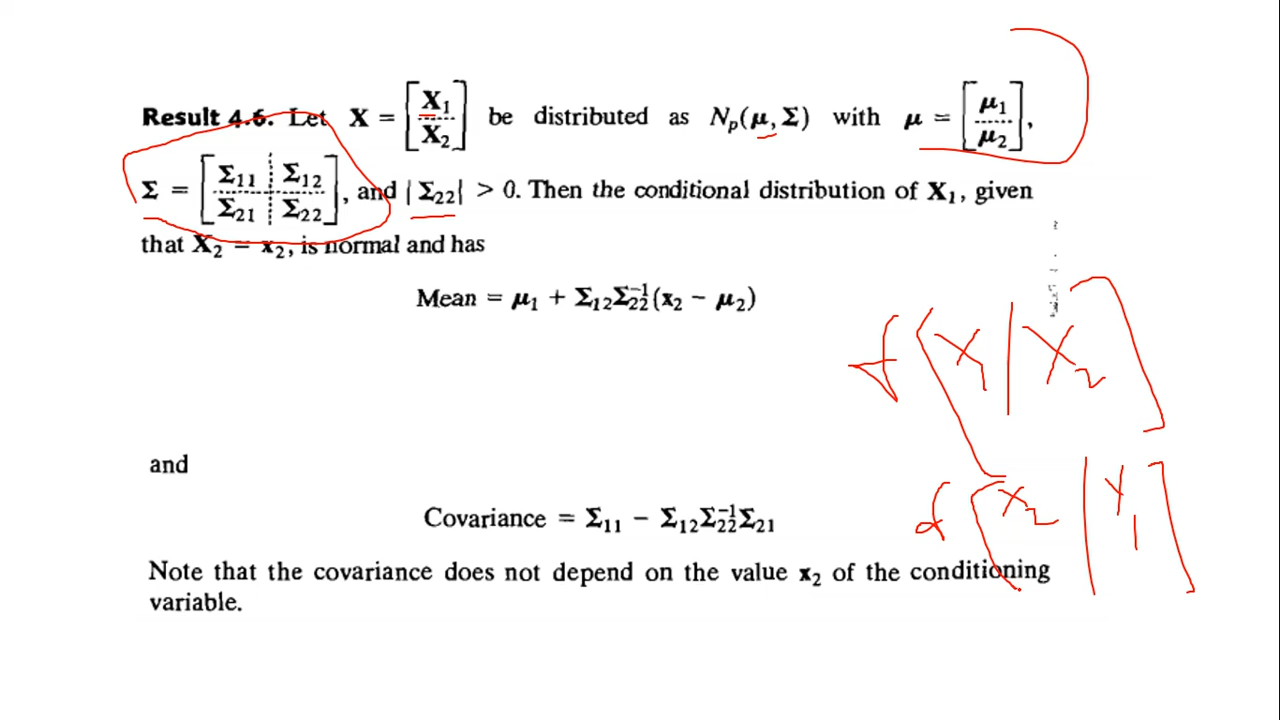 Result 4.6. Let X = [X₁ / X₂] be distributed as Nₚ(μ, Σ) with μ = [μ₁ / μ₂],
Σ = [Σ₁₁ | Σ₁₂ / Σ₂₁ | Σ₂₂], and |Σ₂₂| > 0. Then the conditional distribution of X₁, given
that X₂ = x₂, is normal and has
Mean = μ₁ + Σ₁₂Σ₂₂⁻¹(x₂ − μ₂)
f(X₁|X₂)
and
f(X₂|X₁)
Covariance = Σ₁₁ − Σ₁₂Σ₂₂⁻¹Σ₂₁
Note that the covariance does not depend on the value x₂ of the conditioning
variable.